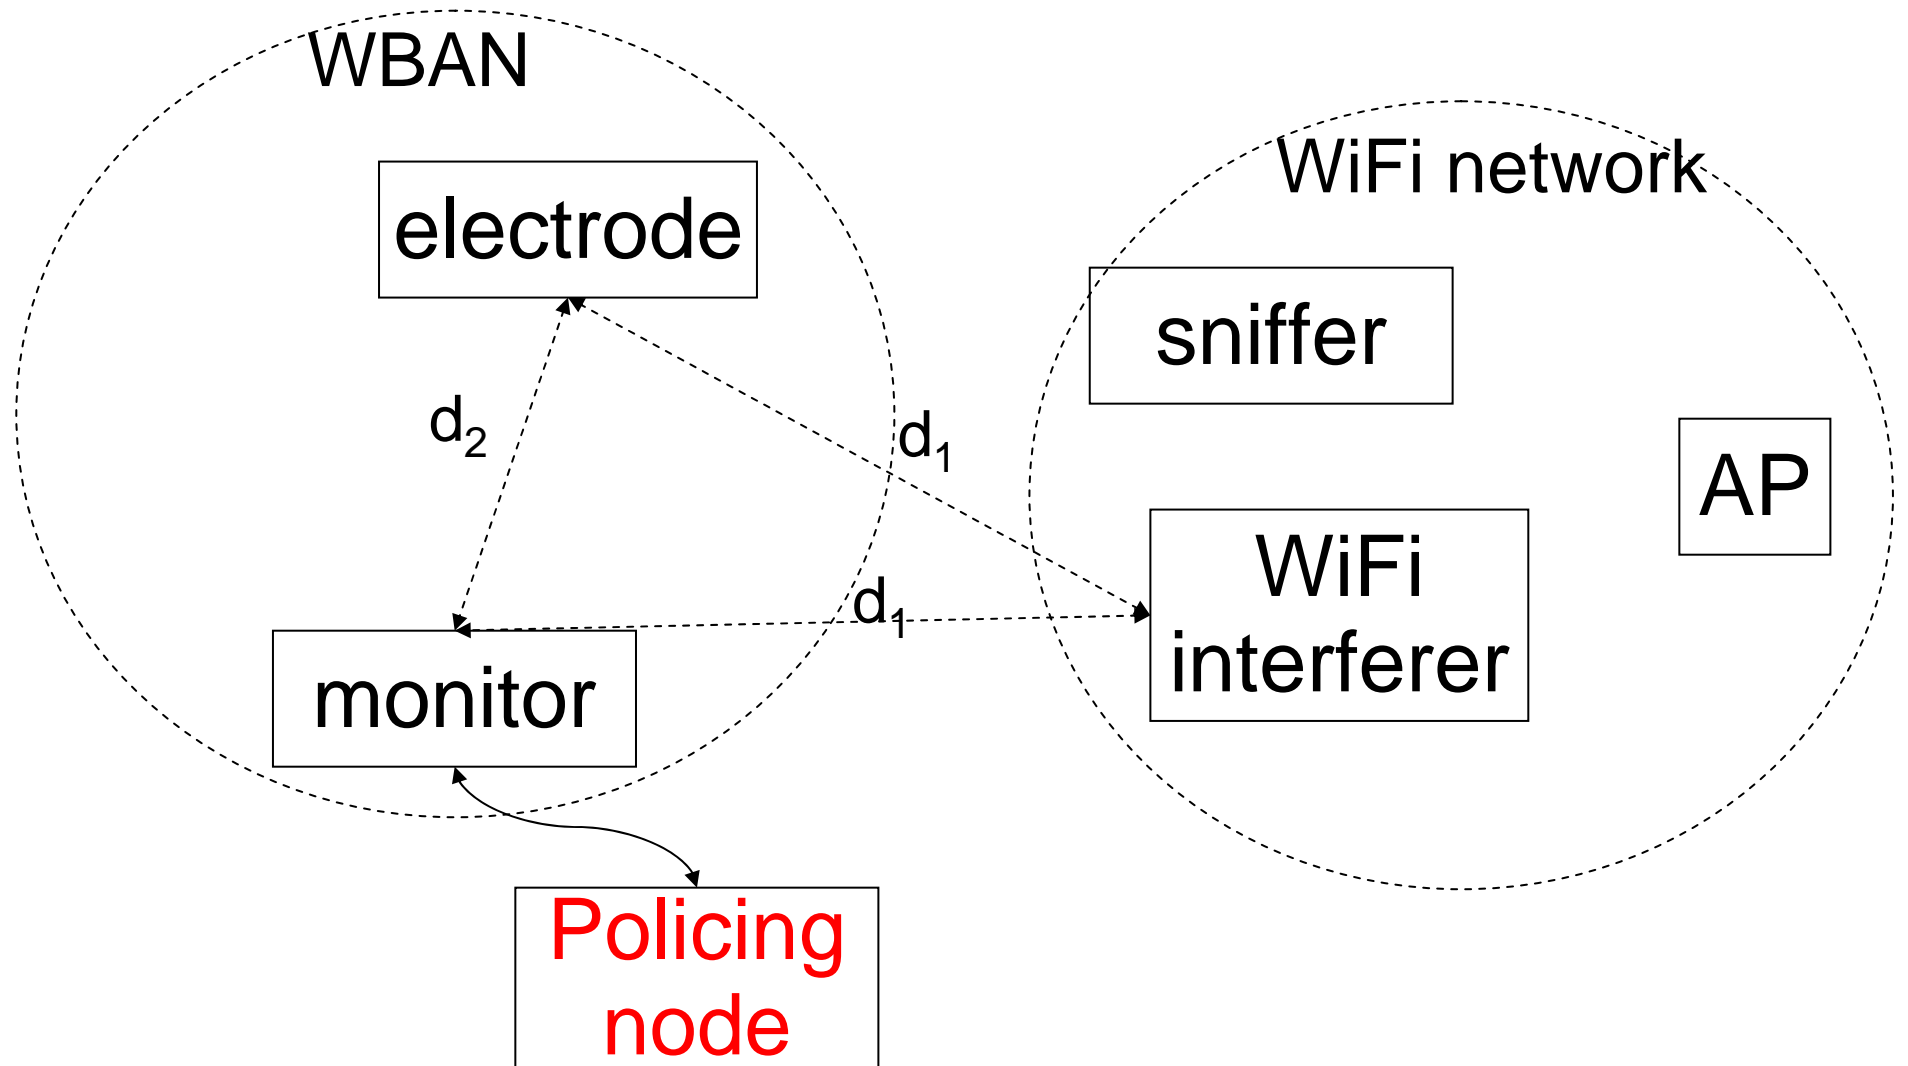 WBAN
WiFi network
electrode
sniffer
d₂
d₁
AP
WiFi
interferer
d₁
monitor
Policing
node